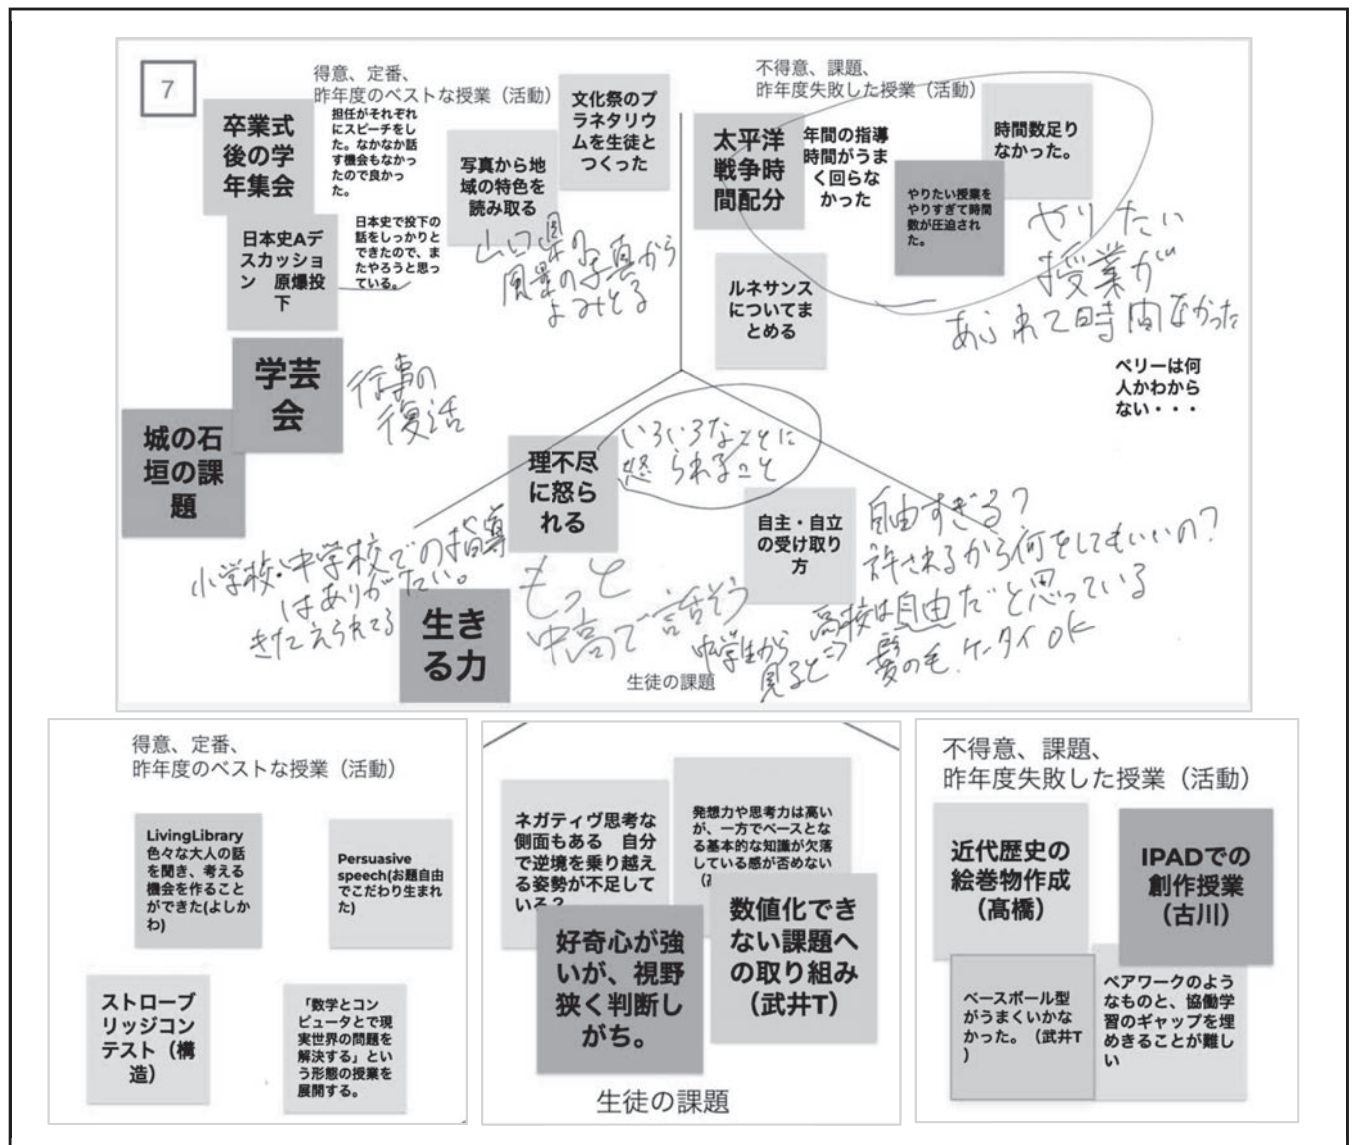 7
得意、定番、
昨年度のベストな授業（活動）
卒業式
後の学
年集会
担任がそれぞれ
にスピーチをし
た。なかなか話
す機会もなかっ
たので良かっ
た。
写真から地
域の特色を
読み取る
文化祭のプ
ラネタリウ
ムを生徒と
つくった
日本史Aデ
スカッショ
ン　原爆投
下
日本史で投下の
話をしっかりと
できたので、ま
たやろうと思っ
ている。
山口県の
風景の写真から
よみとる
学芸
会
行事の
復活
城の石
垣の課
題
不得意、課題、
昨年度失敗した授業（活動）
太平洋
戦争時
間配分
年間の指導
時間がうま
く回らな
かった
時間数足り
なかった。
やりたい授業を
やりすぎて時間
数が圧迫され
た。
やりたい
授業が
あふれて時間なかった
ルネサンス
についてま
とめる
ペリーは何
人かわから
ない・・・
理不尽
に怒ら
れる
いろいろなことに
怒られること
小学校・中学校での指導
はありがたい。
きたえられてる
生き
る力
もっと
中高で話そう
自主・自立
の受け取り
方
自由すぎる？
許されるから何をしてもいいの？
高校は自由だと思っている
髪の毛、ケータイOK
中学生から
見ると⇒
生徒の課題
得意、定番、
昨年度のベストな授業（活動）
LivingLibrary
色々な大人の話
を聞き、考える
機会を作ること
ができた(よしか
わ)
Persuasive
speech(お題自由
でこだわり生まれ
た)
ストローブ
リッジコン
テスト（構
造）
「数学とコン
ピュータとで現
実世界の問題を
解決する」とい
う形態の授業を
展開する。
ネガティヴ思考な
側面もある　自分
で逆境を乗り越え
る姿勢が不足して
いる？
発想力や思考力は高い
が、一方でベースとな
る基本的な知識が欠落
している感が否めない
好奇心が強
いが、視野
狭く判断し
がち。
数値化でき
ない課題へ
の取り組み
（武井T）
生徒の課題
不得意、課題、
昨年度失敗した授業（活動）
近代歴史の
絵巻物作成
（髙橋）
IPADでの
創作授業
（古川）
ベースボール型
がうまくいかな
かった。（武井T
）
ペアワークのよう
なものと、協働学
習のギャップを埋
めきることが難し
い